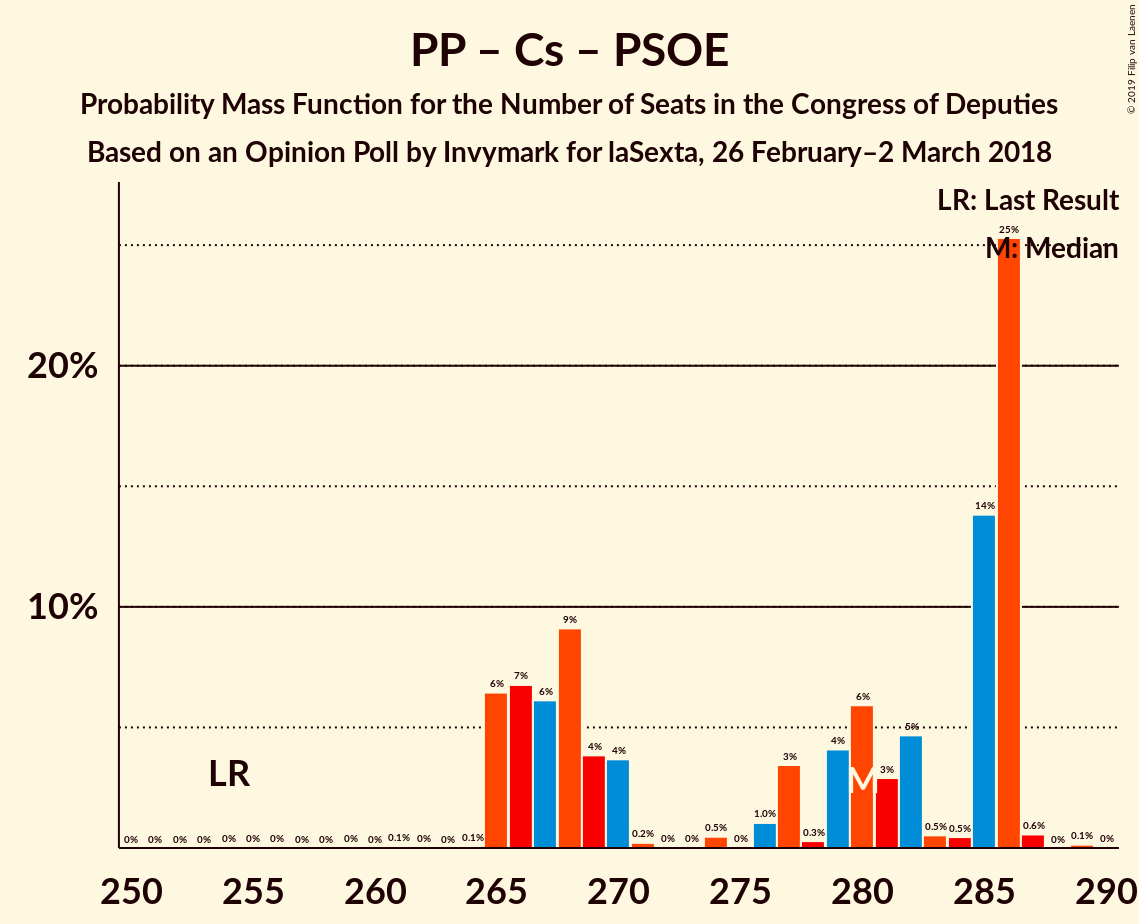 PP – Cs – PSOE
Probability Mass Function for the Number of Seats in the Congress of Deputies
Based on an Opinion Poll by Invymark for laSexta, 26 February–2 March 2018
© 2019 Filip van Laenen
LR: Last Result
M: Median
20%
10%
LR
M
0% 0% 0% 0% 0% 0% 0% 0% 0% 0% 0% 0.1% 0% 0% 0.1% 6% 7% 6% 9% 4% 4% 0.2% 0% 0% 0.5% 0% 1.0% 3% 0.3% 4% 6% 3% 5% 0.5% 0.5% 14% 25% 0.6% 0% 0.1% 0%
250 255 260 265 270 275 280 285 290